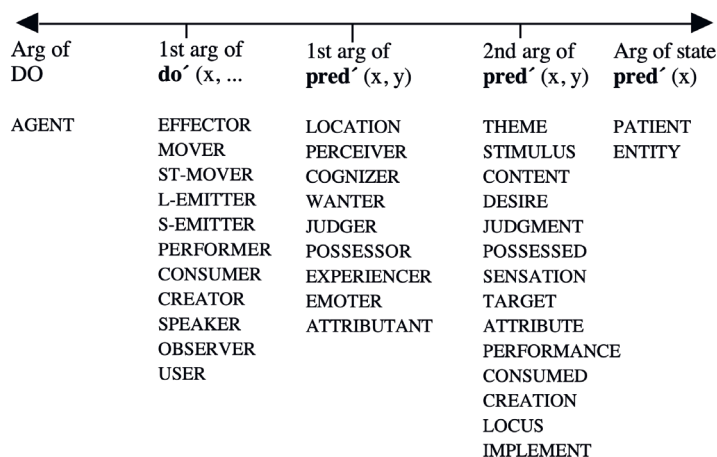 Arg of 1st arg of 1st arg of 2nd arg of Arg of state
DO do´ (x, ... pred´ (x, y) pred´ (x, y) pred´ (x)
AGENT EFFECTOR LOCATION THEME PATIENT
MOVER PERCEIVER STIMULUS ENTITY
ST-MOVER COGNIZER CONTENT
L-EMITTER WANTER DESIRE
S-EMITTER JUDGER JUDGMENT
PERFORMER POSSESSOR POSSESSED
CONSUMER EXPERIENCER SENSATION
CREATOR EMOTER TARGET
SPEAKER ATTRIBUTANT ATTRIBUTE
OBSERVER PERFORMANCE
USER CONSUMED
CREATION
LOCUS
IMPLEMENT